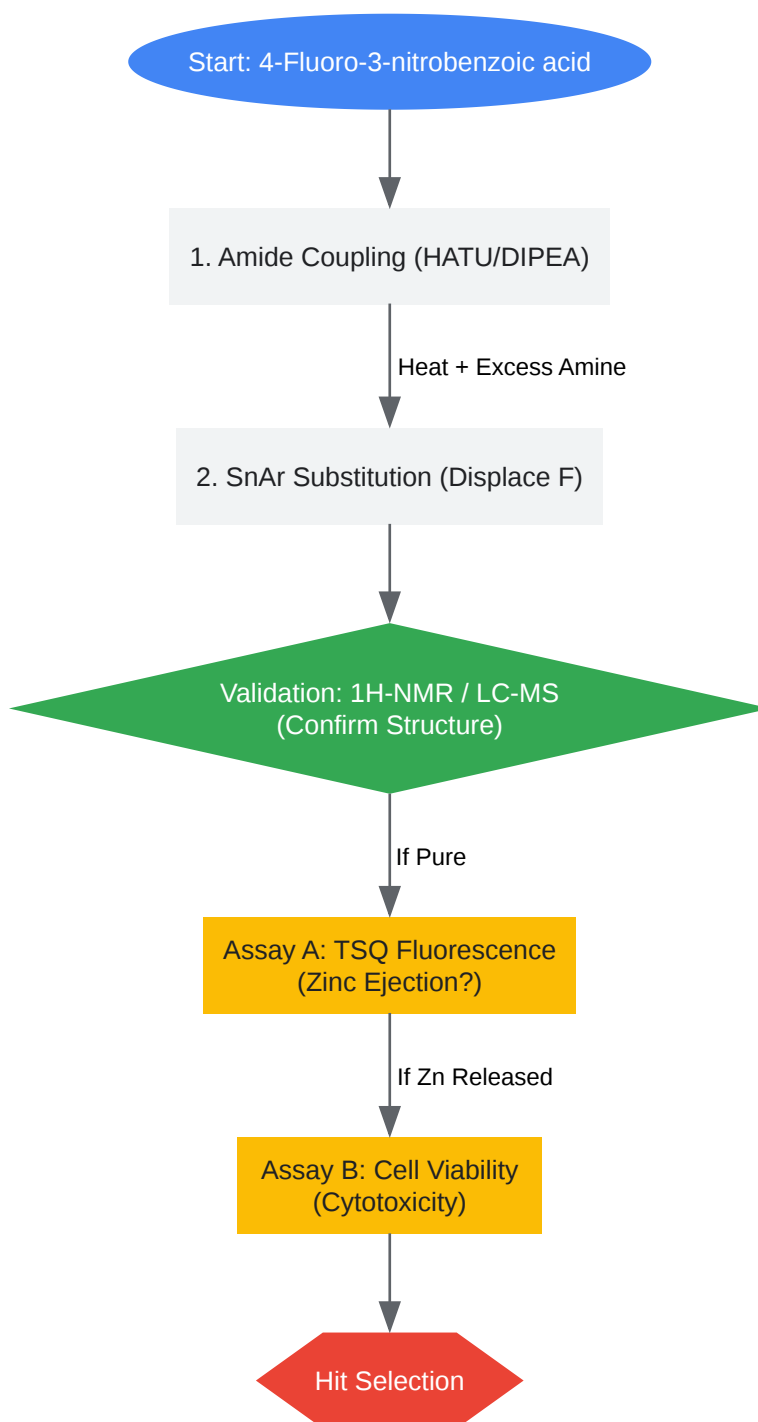 Start: 4-Fluoro-3-nitrobenzoic acid
1. Amide Coupling (HATU/DIPEA)
Heat + Excess Amine
2. SnAr Substitution (Displace F)
Validation: 1H-NMR / LC-MS
(Confirm Structure)
If Pure
Assay A: TSQ Fluorescence
(Zinc Ejection?)
If Zn Released
Assay B: Cell Viability
(Cytotoxicity)
Hit Selection